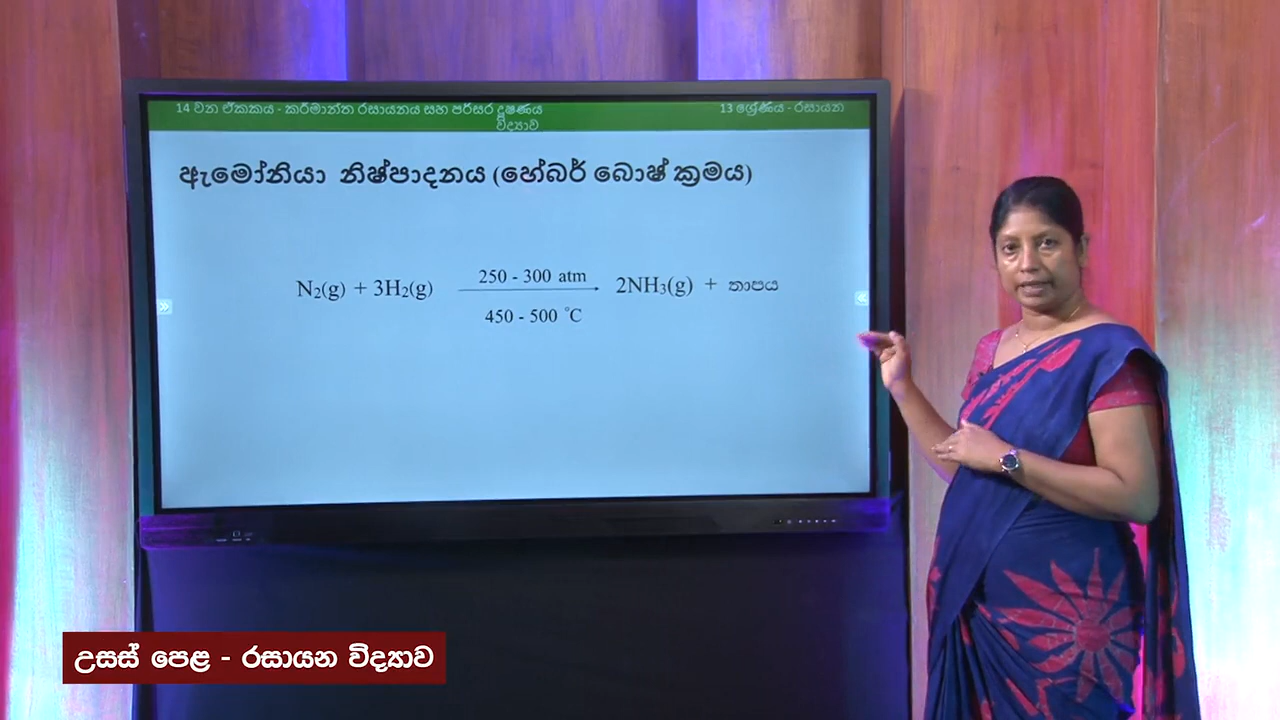 14 වන ඒකකය - කර්මාන්ත රසායනය සහ පරිසර දූෂණය
13 ශ්‍රේණිය - රසායන
විද්‍යාව
ඇමෝනියා නිෂ්පාදනය (හේබර් බොෂ් ක්‍රමය)
N₂(g) + 3H₂(g) 250 - 300 atm 2NH₃(g) + තාපය
450 - 500 °C
උසස් පෙළ - රසායන විද්‍යාව